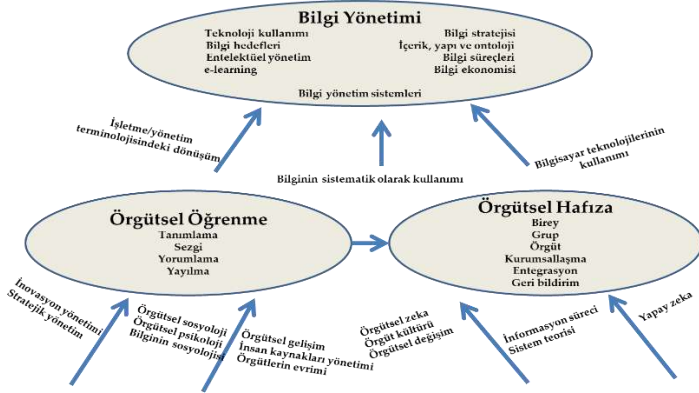 Bilgi Yönetimi
Teknoloji kullanımı
Bilgi hedefleri
Entelektüel yönetim
e-learning
Bilgi stratejisi
İçerik, yapı ve ontoloji
Bilgi süreçleri
Bilgi ekonomisi
Bilgi yönetim sistemleri
İşletme/yönetim
terminolojisindeki dönüşüm
Bilginin sistematik olarak kullanımı
Bilgisayar teknolojilerinin
kullanımı
Örgütsel Öğrenme
Tanımlama
Sezgi
Yorumlama
Yayılma
Örgütsel Hafıza
Birey
Grup
Örgüt
Kurumsallaşma
Entegrasyon
Geri bildirim
İnovasyon yönetimi
Stratejik yönetim
Örgütsel sosyoloji
Örgütsel psikoloji
Bilginin sosyolojisi
Örgütsel gelişim
İnsan kaynakları yönetimi
Örgütlerin evrimi
Örgütsel zeka
Örgüt kültürü
Örgütsel değişim
İnformasyon süreci
Sistem teorisi
Yapay zeka